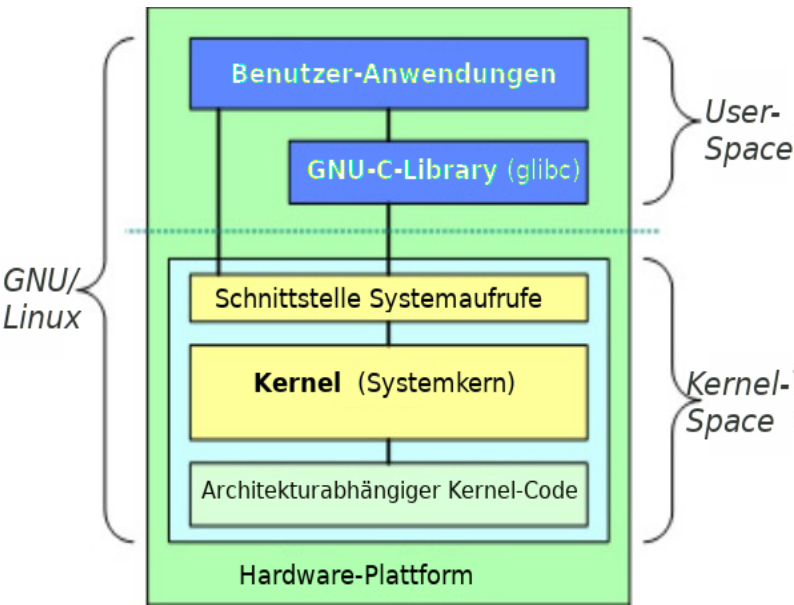 Benutzer-Anwendungen
GNU-C-Library (glibc)
User-
Space
GNU/
Linux
Schnittstelle Systemaufrufe
Kernel (Systemkern)
Architekturabhängiger Kernel-Code
Kernel-
Space
Hardware-Plattform